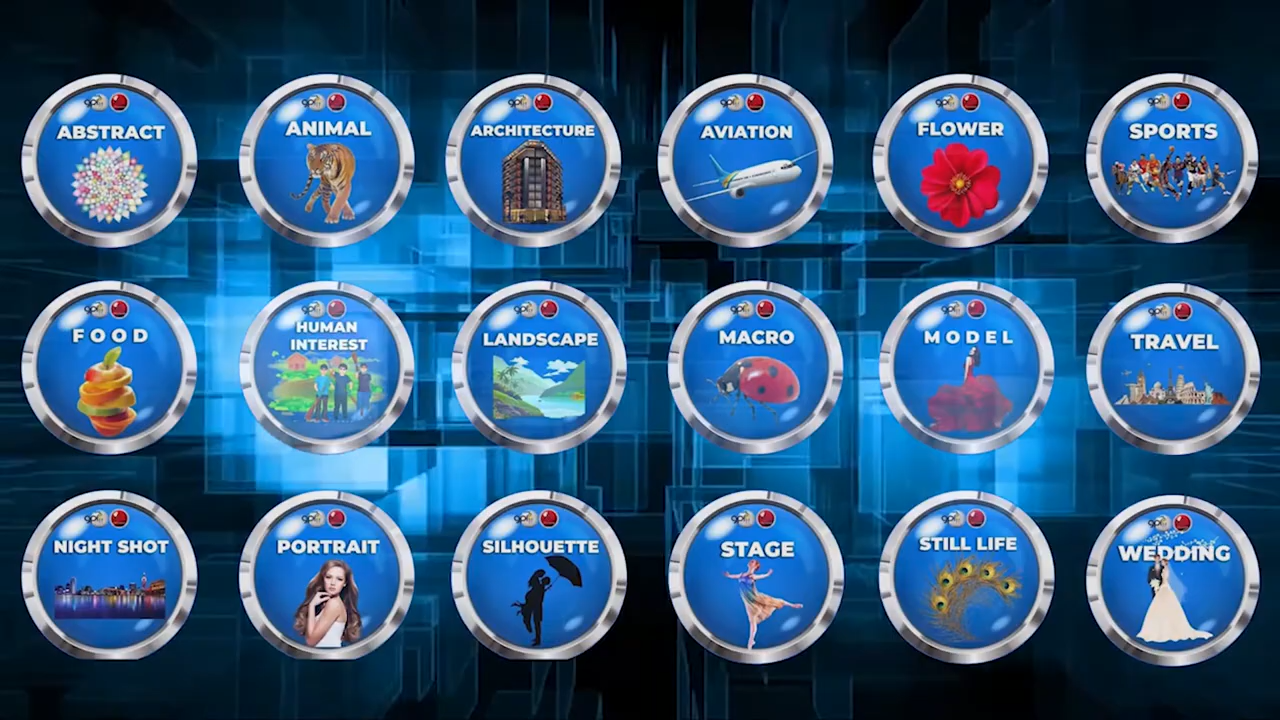 ABSTRACT
ANIMAL
ARCHITECTURE
AVIATION
FLOWER
SPORTS
FOOD
HUMAN
INTEREST
LANDSCAPE
MACRO
MODEL
TRAVEL
NIGHT SHOT
PORTRAIT
SILHOUETTE
STAGE
STILL LIFE
WEDDING